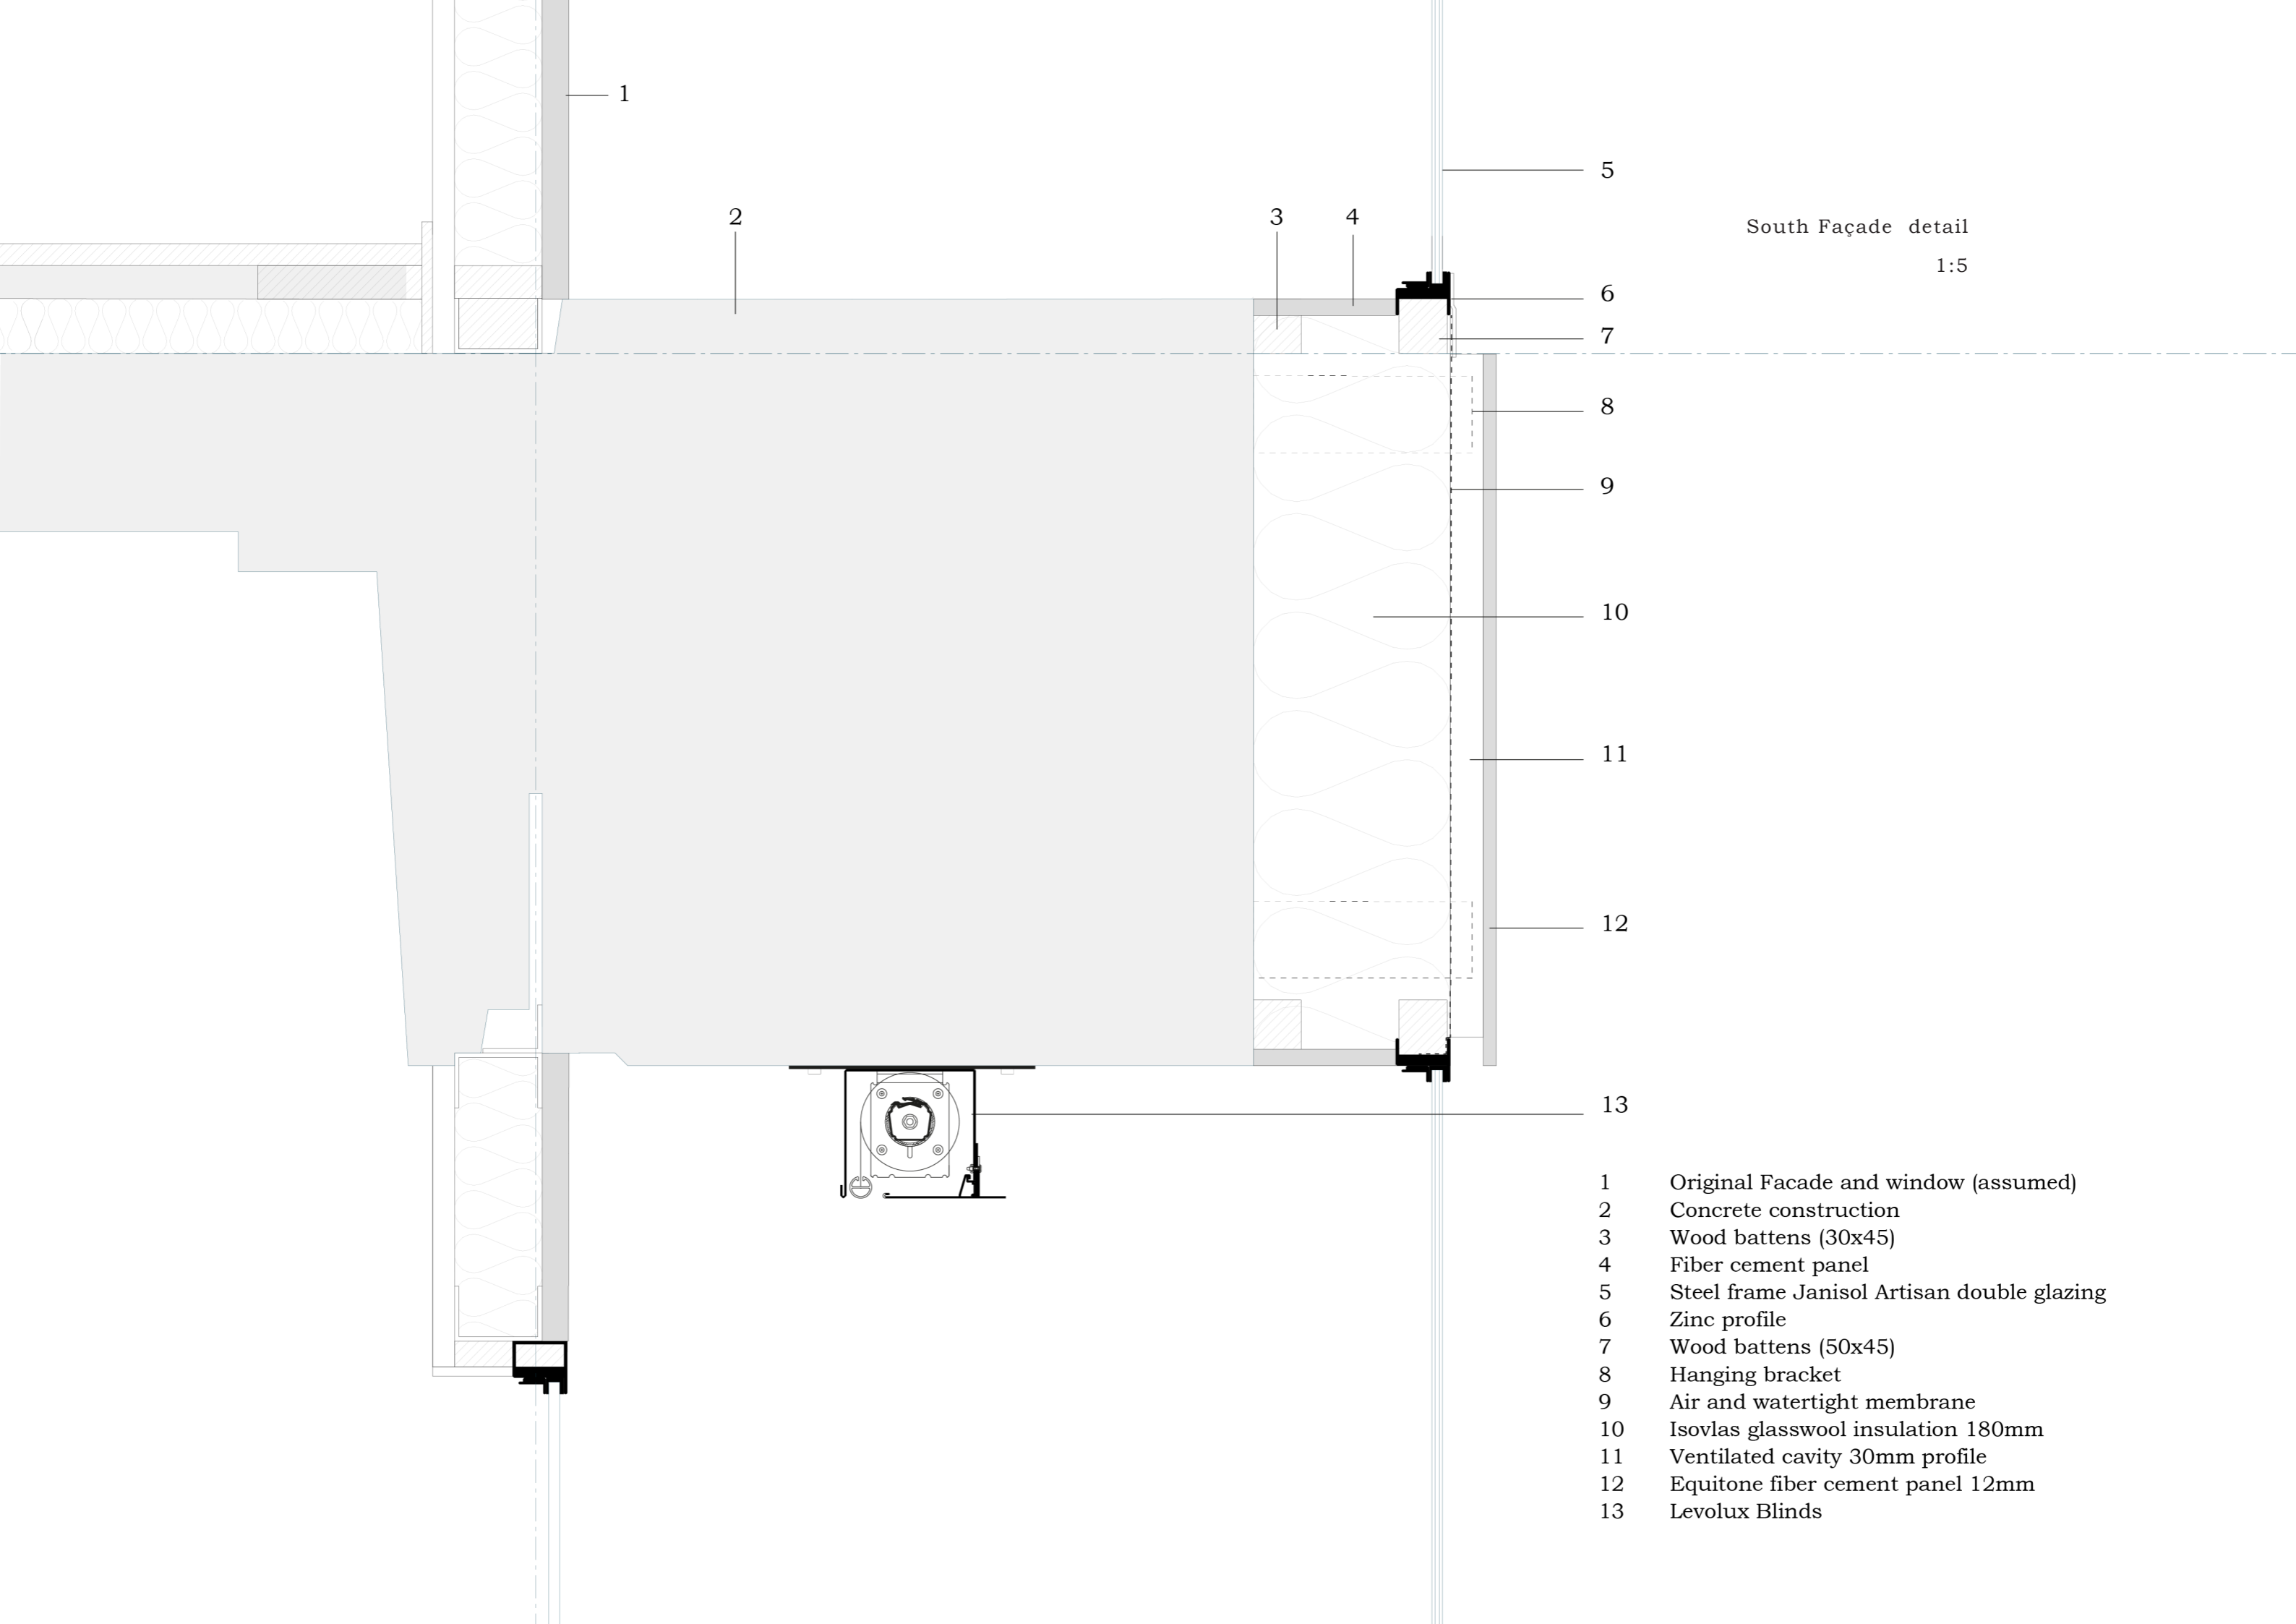 1
2
3
4
5
South Façade detail
1:5
6
7
8
9
10
11
12
13
1 Original Facade and window (assumed)
2 Concrete construction
3 Wood battens (30x45)
4 Fiber cement panel
5 Steel frame Janisol Artisan double glazing
6 Zinc profile
7 Wood battens (50x45)
8 Hanging bracket
9 Air and watertight membrane
10 Isovlas glasswool insulation 180mm
11 Ventilated cavity 30mm profile
12 Equitone fiber cement panel 12mm
13 Levolux Blinds